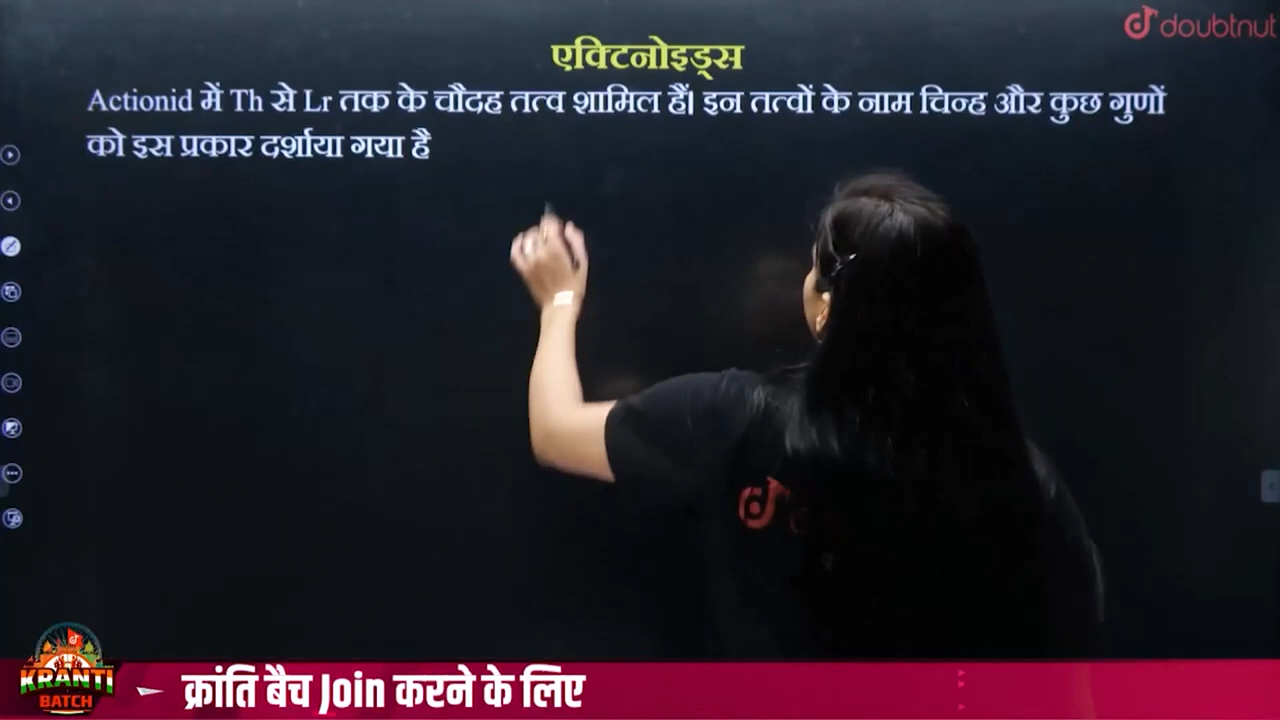 doubtnut
एक्टिनोइड्स
Actionid में Th से Lr तक के चौदह तत्व शामिल हैं। इन तत्वों के नाम चिन्ह और कुछ गुणों
को इस प्रकार दर्शाया गया है
KRANTI
BATCH
क्रांति बैच Join करने के लिए